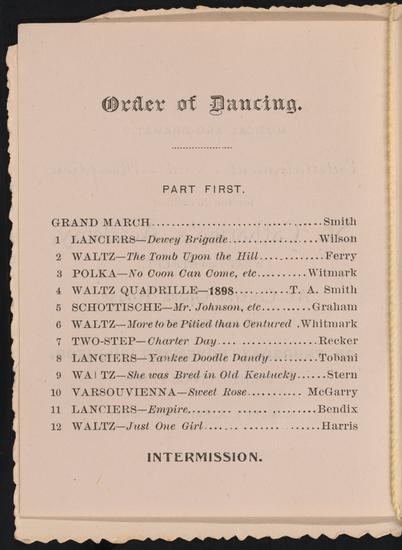 Order of Dancing.
PART FIRST.
GRAND MARCH..............................Smith
1 LANCIERS—Dewey Brigade................Wilson
2 WALTZ—The Tomb Upon the Hill..........Ferry
3 POLKA—No Coon Can Come, etc..........Witmark
4 WALTZ QUADRILLE—1898...........T. A. Smith
5 SCHOTTISCHE—Mr. Johnson, etc.........Graham
6 WALTZ—More to be Pitied than Centured .Whitmark
7 TWO-STEP—Charter Day..................Recker
8 LANCIERS—Yankee Doodle Dandy.........Tobani
9 WALTZ—She was Bred in Old Kentucky.....Stern
10 VARSOUVIENNA—Sweet Rose..........McGarry
11 LANCIERS—Empire.....................Bendix
12 WALTZ—Just One Girl..................Harris
INTERMISSION.